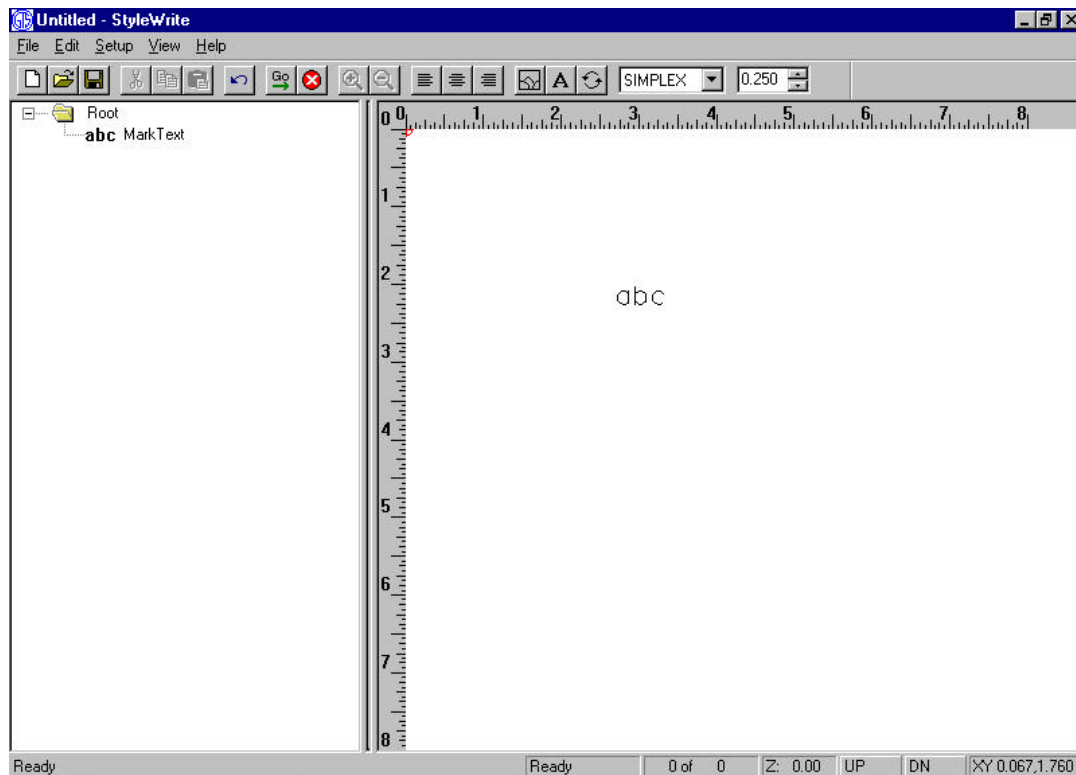 Untitled - StyleWrite
File Edit Setup View Help
Go A SIMPLEX 0.250
Root
abc MarkText
0 0 1 2 3 4 5 6 7 8
1
2
abc
3
4
5
6
7
8
Ready Ready 0 of 0 Z: 0.00 UP DN XY 0.067,1.760